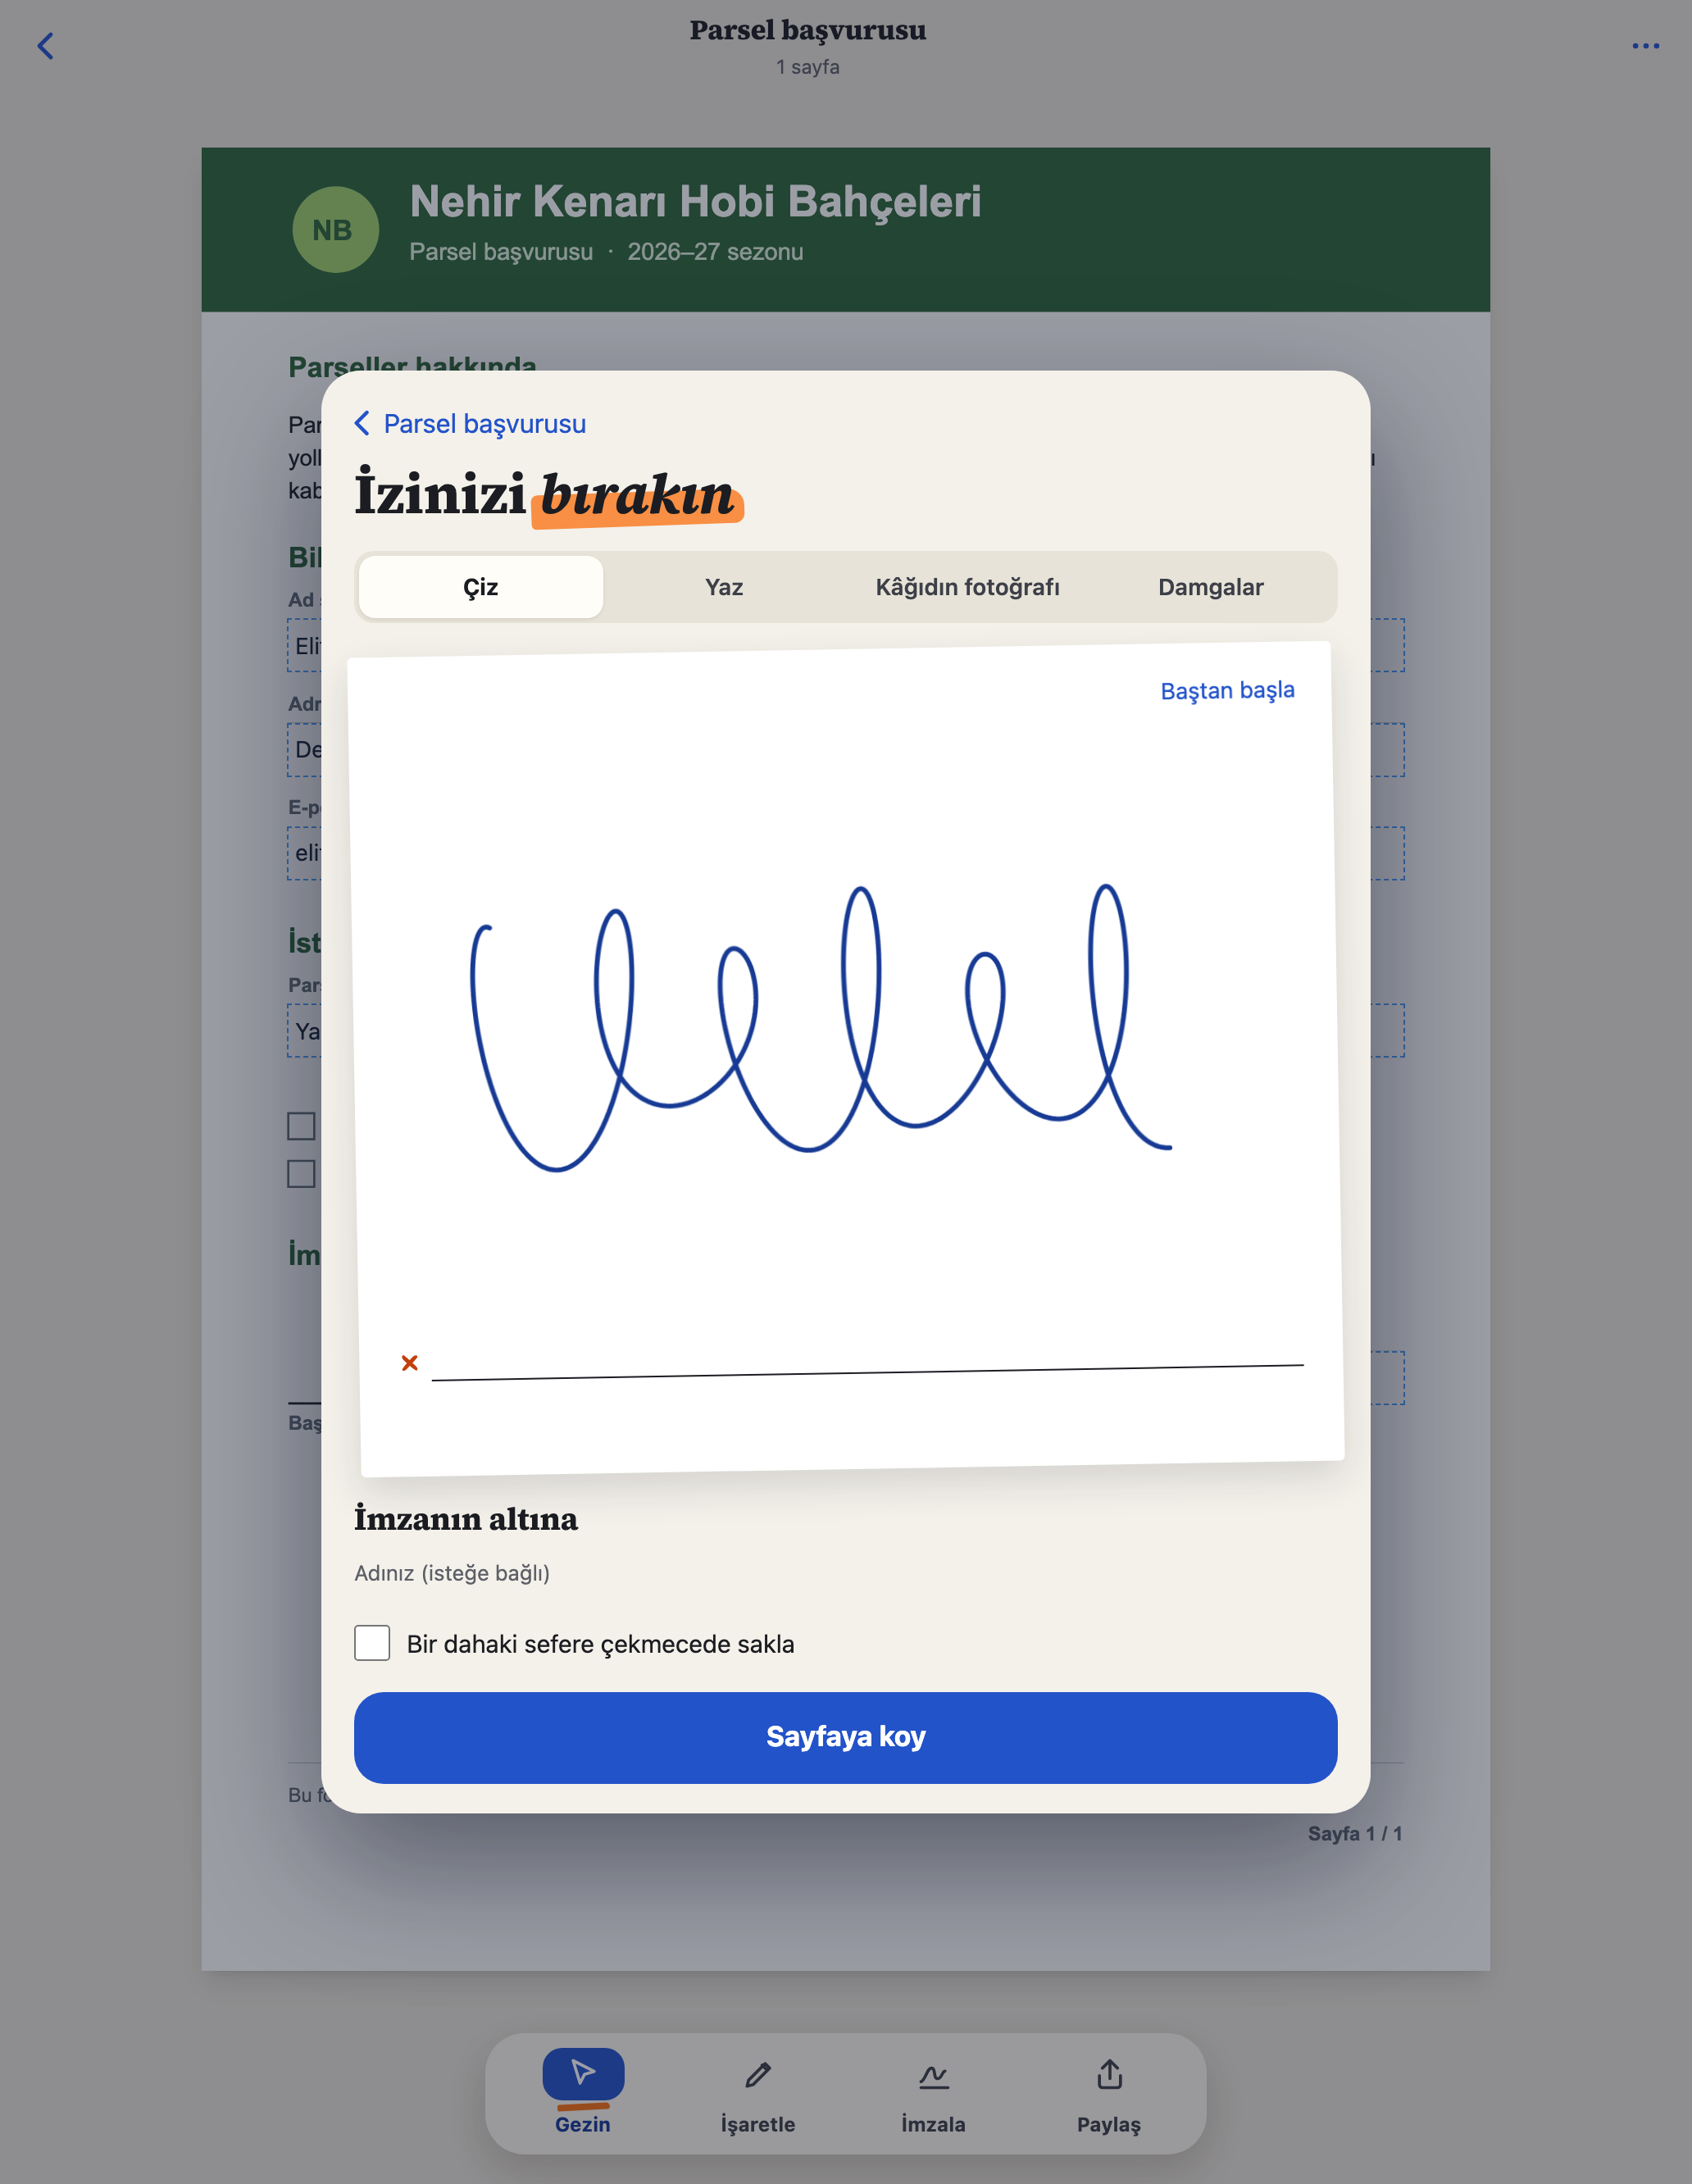 Parsel başvurusu
1 sayfa
NB
Nehir Kenarı Hobi Bahçeleri
Parsel başvurusu · 2026–27 sezonu
Parseller hakkında
Parsel başvurusu
İzinizi bırakın
Çiz
Yaz
Kâğıdın fotoğrafı
Damgalar
Baştan başla
İmzanın altına
Adınız (isteğe bağlı)
Bir dahaki sefere çekmecede sakla
Sayfaya koy
Bu
Sayfa 1 / 1
Gezin
İşaretle
İmzala
Paylaş